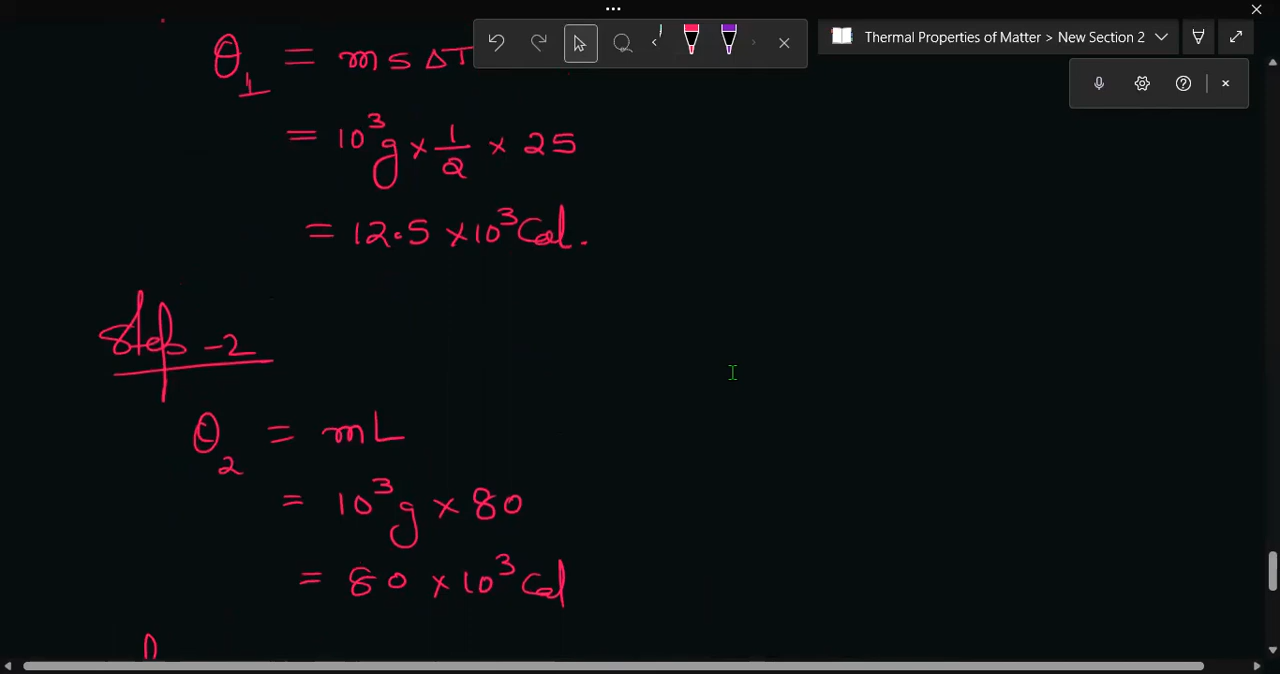 Thermal Properties of Matter > New Section 2
Q₁ = m s ΔT
= 10³g × 1/2 × 25
= 12.5 × 10³ Cal.
Step - 2
Q₂ = mL
= 10³g × 80
= 80 × 10³ Cal